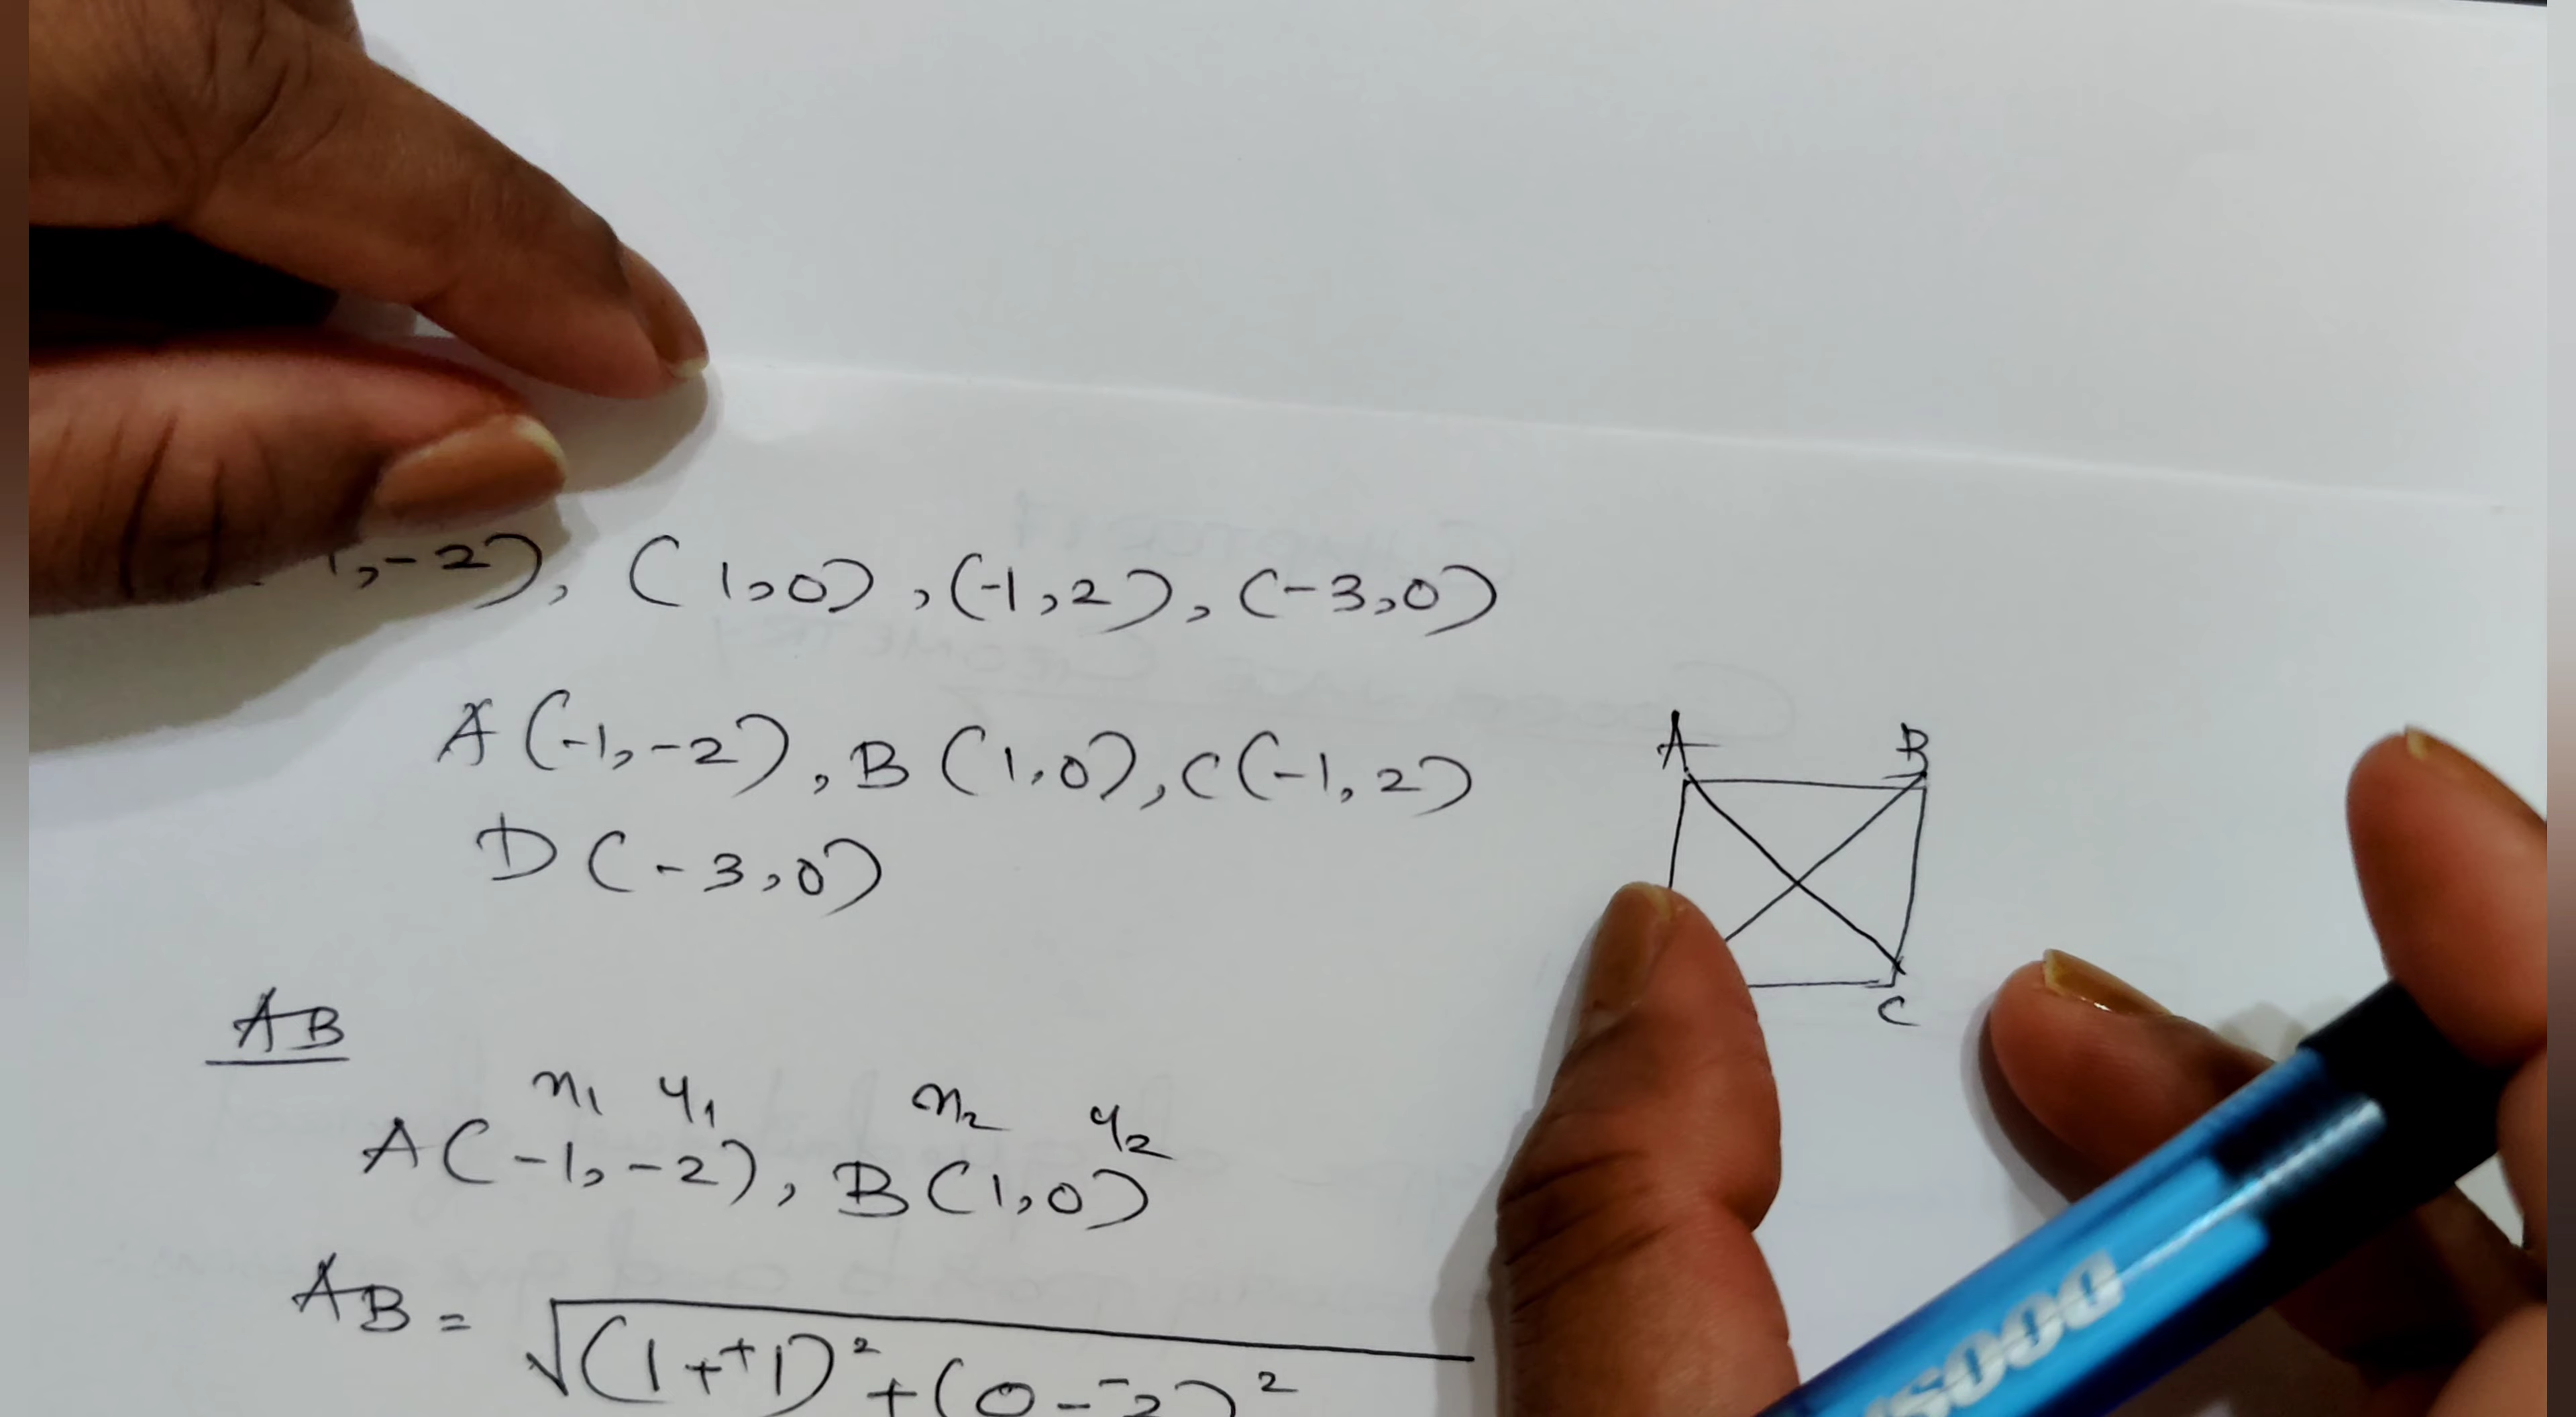 1,-2), (1,0), (-1,2), (-3,0)
A(-1,-2), B(1,0), C(-1,2)
D(-3,0)
A B
C
AB
x1 y1 x2 y2
A(-1,-2), B(1,0)
AB = √(1++1)² + (0--2)²